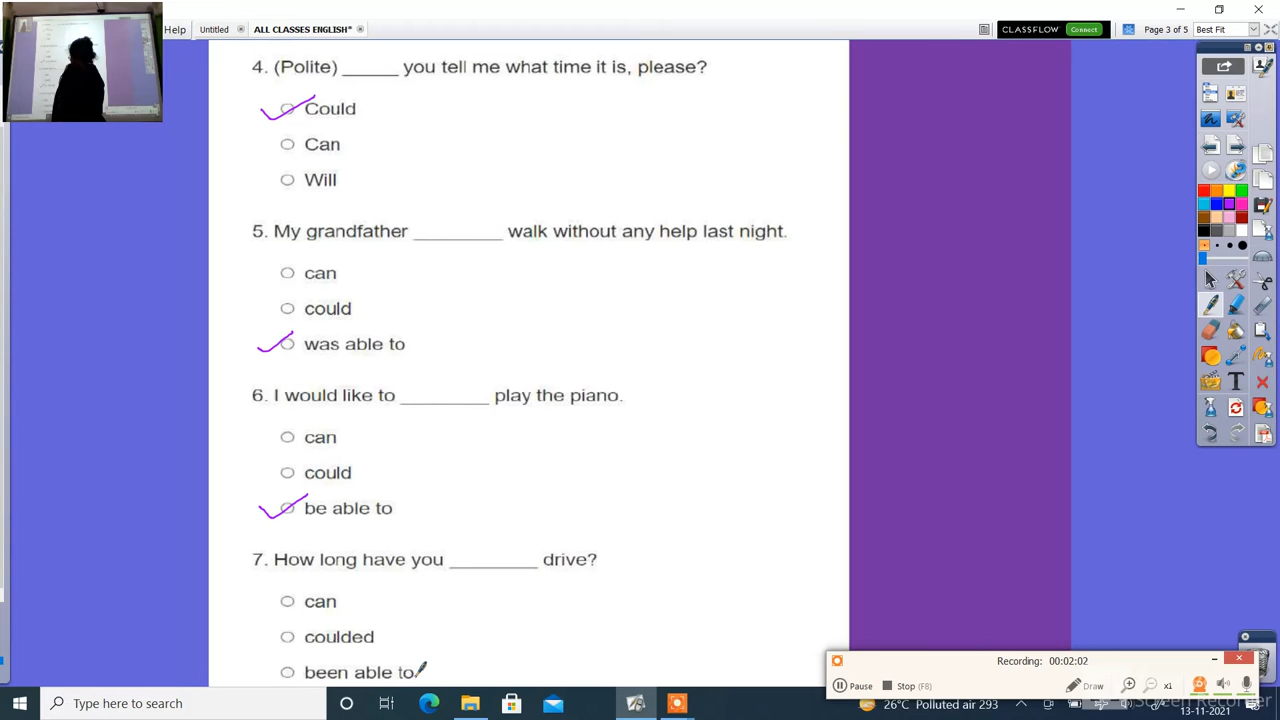 Help
Untitled
ALL CLASSES ENGLISH*
CLASSFLOW
Connect
Page 3 of 5
Best Fit
4. (Polite) ______ you tell me what time it is, please?
Could
Can
Will
5. My grandfather _________ walk without any help last night.
can
could
was able to
6. I would like to _________ play the piano.
can
could
be able to
7. How long have you _________ drive?
can
coulded
been able to
Recording: 00:02:02
Pause
Stop (F8)
Draw
x1
Screen Recorder
Type here to search
26°C Polluted air 293
13-11-2021